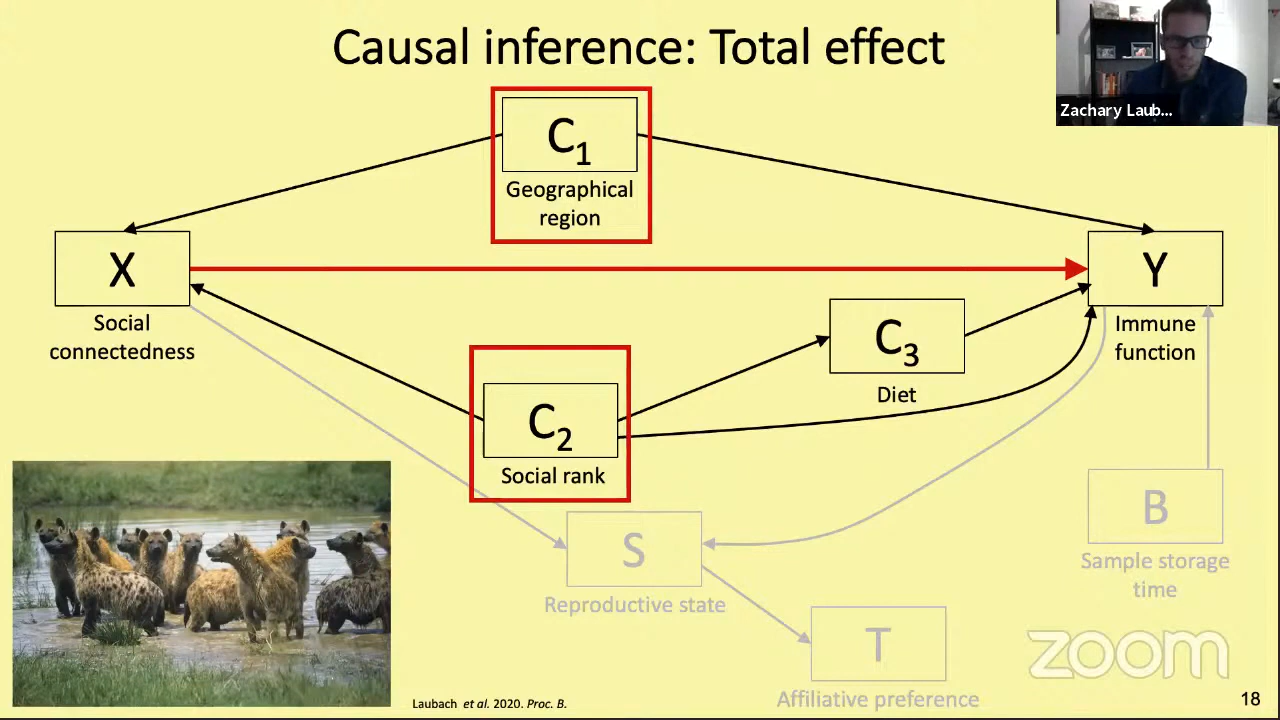 Causal inference: Total effect
Zachary Laub...
C1
Geographical
region
X
Social
connectedness
Y
Immune
function
C3
Diet
C2
Social rank
B
Sample storage
time
S
Reproductive state
T
Affiliative preference
zoom
Laubach et al. 2020. Proc. B.
18